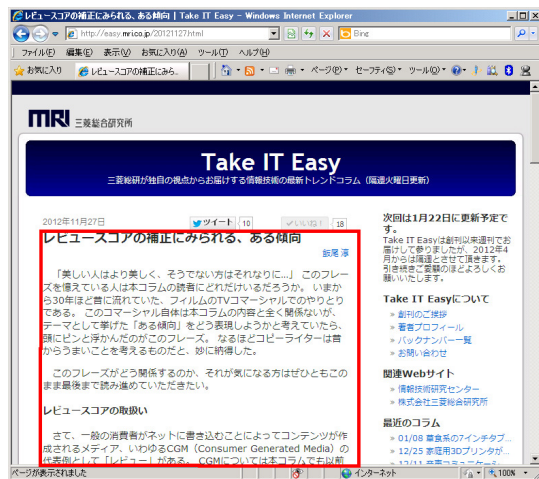 レビュースコアの補正にみられる、ある傾向 | Take IT Easy - Windows Internet Explorer
http://easy.mri.co.jp/20121127.html
Bing
ファイル(F) 編集(E) 表示(V) お気に入り(A) ツール(T) ヘルプ(H)
お気に入り
レビュースコアの補正にみら...
ページ(P) セーフティ(S) ツール(O)
MRI 三菱総合研究所
Take IT Easy
三菱総研が独自の視点からお届けする情報技術の最新トレンドコラム (隔週火曜日更新)
2012年11月27日
ツイート 10
いいね! 18
レビュースコアの補正にみられる、ある傾向
飯尾 淳
「美しい人はより美しく、そうでない方はそれなりに…」 このフレー
ズを憶えている人は本コラムの読者にどれだけいるだろうか。 いまか
ら30年ほど昔に流れていた、フィルムのTVコマーシャルでのやりとり
である。 このコマーシャル自体は本コラムの内容と全く関係ないが、
テーマとして挙げた「ある傾向」をどう表現しようかと考えていたら、
頭にピンと浮かんだのがこのフレーズ。 なるほどコピーライターは昔
からうまいことを考えるものだと、妙に納得した。
このフレーズがどう関係するのか、それが気になる方はぜひともこの
まま最後まで読み進めていただきたい。
レビュースコアの取扱い
さて、一般の消費者がネットに書き込むことによってコンテンツが作
成されるメディア、いわゆるCGM (Consumer Generated Media) の
代表例として「レビュー」がある。 CGMについては本コラムでも以前
次回は1月22日に更新予定で
す。
Take IT Easyは創刊以来週刊でお
届けして参りましたが、2012年4
月からは隔週とさせて頂きます。
引き続きご愛顧のほどよろしくお
願いいたします。
Take IT Easyについて
» 創刊のご挨拶
» 著者プロフィール
» バックナンバー一覧
» お問い合わせ
関連Webサイト
» 情報技術研究センター
» 株式会社三菱総合研究所
最近のコラム
» 01/08 草食系の7インチタブ...
» 12/25 家庭用3Dプリンタが...
ページが表示されました
インターネット
100%